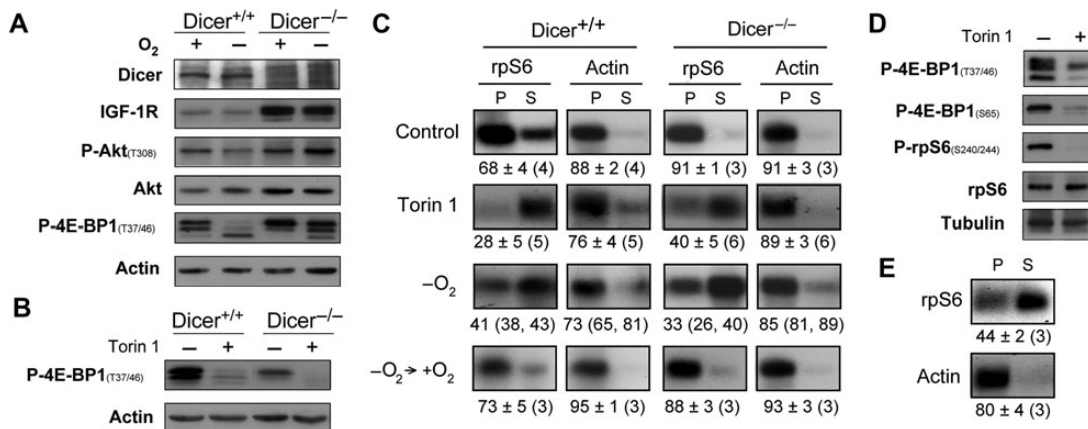 A
Dicer+/+ Dicer−/−
O2 + − + −
Dicer
IGF-1R
P-Akt(T308)
Akt
P-4E-BP1(T37/46)
Actin
B
Dicer+/+ Dicer−/−
Torin 1 − + − +
P-4E-BP1(T37/46)
Actin
C
Dicer+/+ Dicer−/−
rpS6 Actin rpS6 Actin
P S P S P S P S
Control
68 ± 4 (4) 88 ± 2 (4) 91 ± 1 (3) 91 ± 3 (3)
Torin 1
28 ± 5 (5) 76 ± 4 (5) 40 ± 5 (6) 89 ± 3 (6)
−O2
41 (38, 43) 73 (65, 81) 33 (26, 40) 85 (81, 89)
−O2→ +O2
73 ± 5 (3) 95 ± 1 (3) 88 ± 3 (3) 93 ± 3 (3)
D
Torin 1 − +
P-4E-BP1(T37/46)
P-4E-BP1(S65)
P-rpS6(S240/244)
rpS6
Tubulin
E
P S
rpS6
44 ± 2 (3)
Actin
80 ± 4 (3)